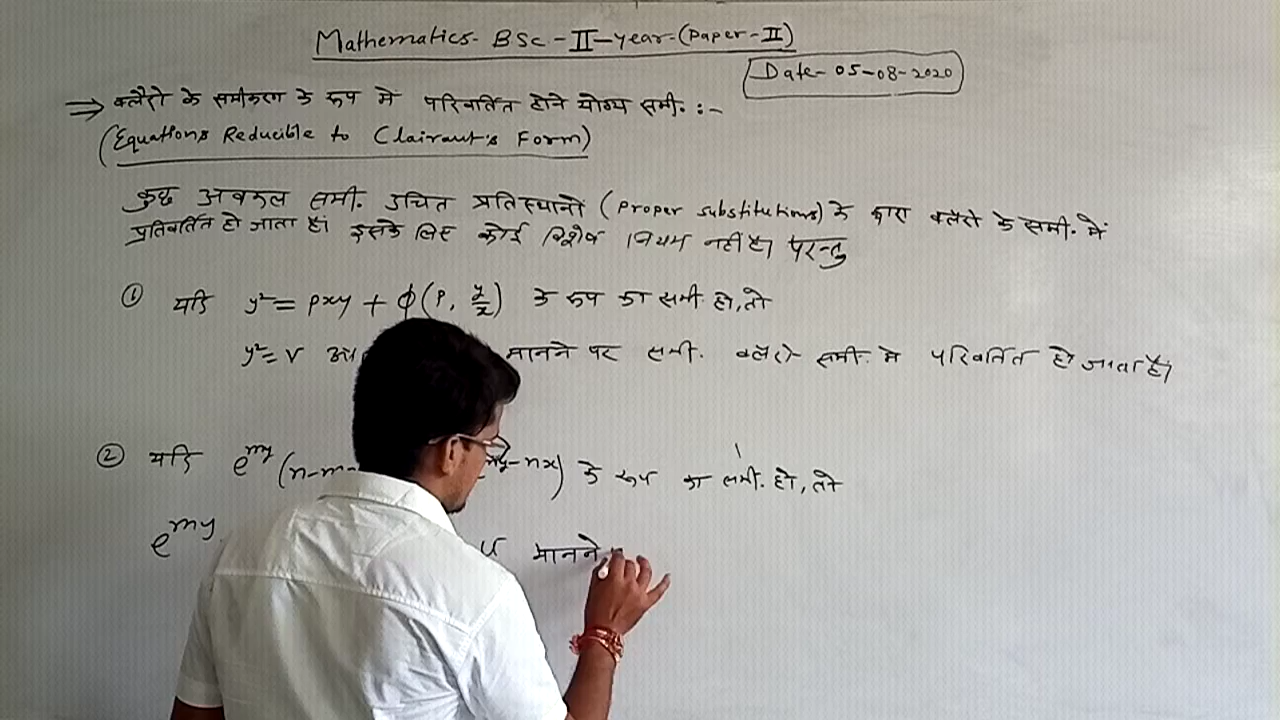 Mathematics- BSc-II-year-(Paper-II)
Date- 05-08-2020
⇒ क्लैरो के समीकरण के रूप मे परिवर्तित होने योग्य समी. :-
(Equations Reducible to Clairaut's Form)
कुछ अवकल समी. उचित प्रतिस्थानों (proper substitutions) के द्वारा क्लैरो के समी. में
प्रतिवर्तित हो जाता है। इसके लिए कोई विशेष नियम नहीं है। परन्तु
① यदि y² = pxy + ϕ(p, y/x) के रूप का समी. हो, तो
y² = v मानने पर समी. क्लैरो समी. मे परिवर्तित हो जाता है।
② यदि e^my (n-m -nx) के रूप का समी. हो, तो
e^my मानने